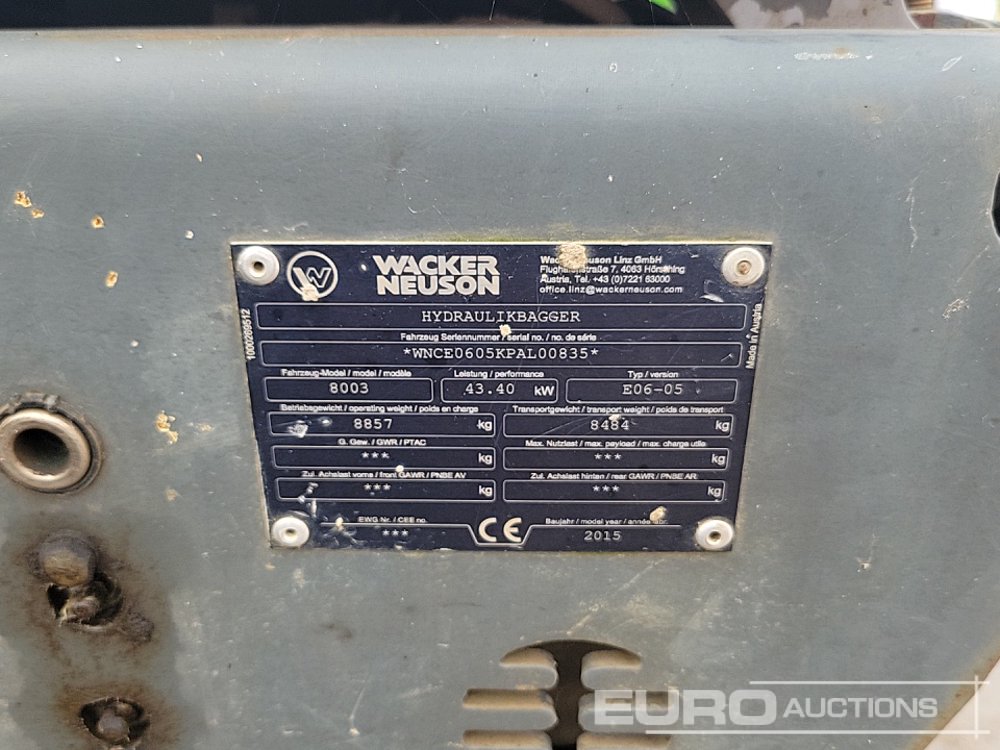 WACKER
NEUSON
Wacker Neuson Linz GmbH
Flughafenstraße 7, 4063 Hörsching
Austria, Tel. +43 (0)7221 63000
office.linz@wackerneuson.com
HYDRAULIKBAGGER
Fahrzeug Seriennummer / serial no. / no. de série
*WNCE0605KPAL00835*
Fahrzeug-Model / model / modèle Leistung / performance Typ / version
8003 43.40 kW E06-05
Betriebsgewicht / operating weight / poids en charge Transportgewicht / transport weight / poids de transport
8857 kg 8484 kg
G. Gew. / GWR / PTAC Max. Nutzlast / max. payload / max. charge utile
*** kg *** kg
Zul. Achslast vorne / front GAWR / PNBE AV Zul. Achslast hinten / rear GAWR / PNBE AR
*** kg *** kg
EWG Nr. / CEE no. CE Baujahr / model year / année
*** 2015
1000269512
Made in Austria
EURO AUCTIONS